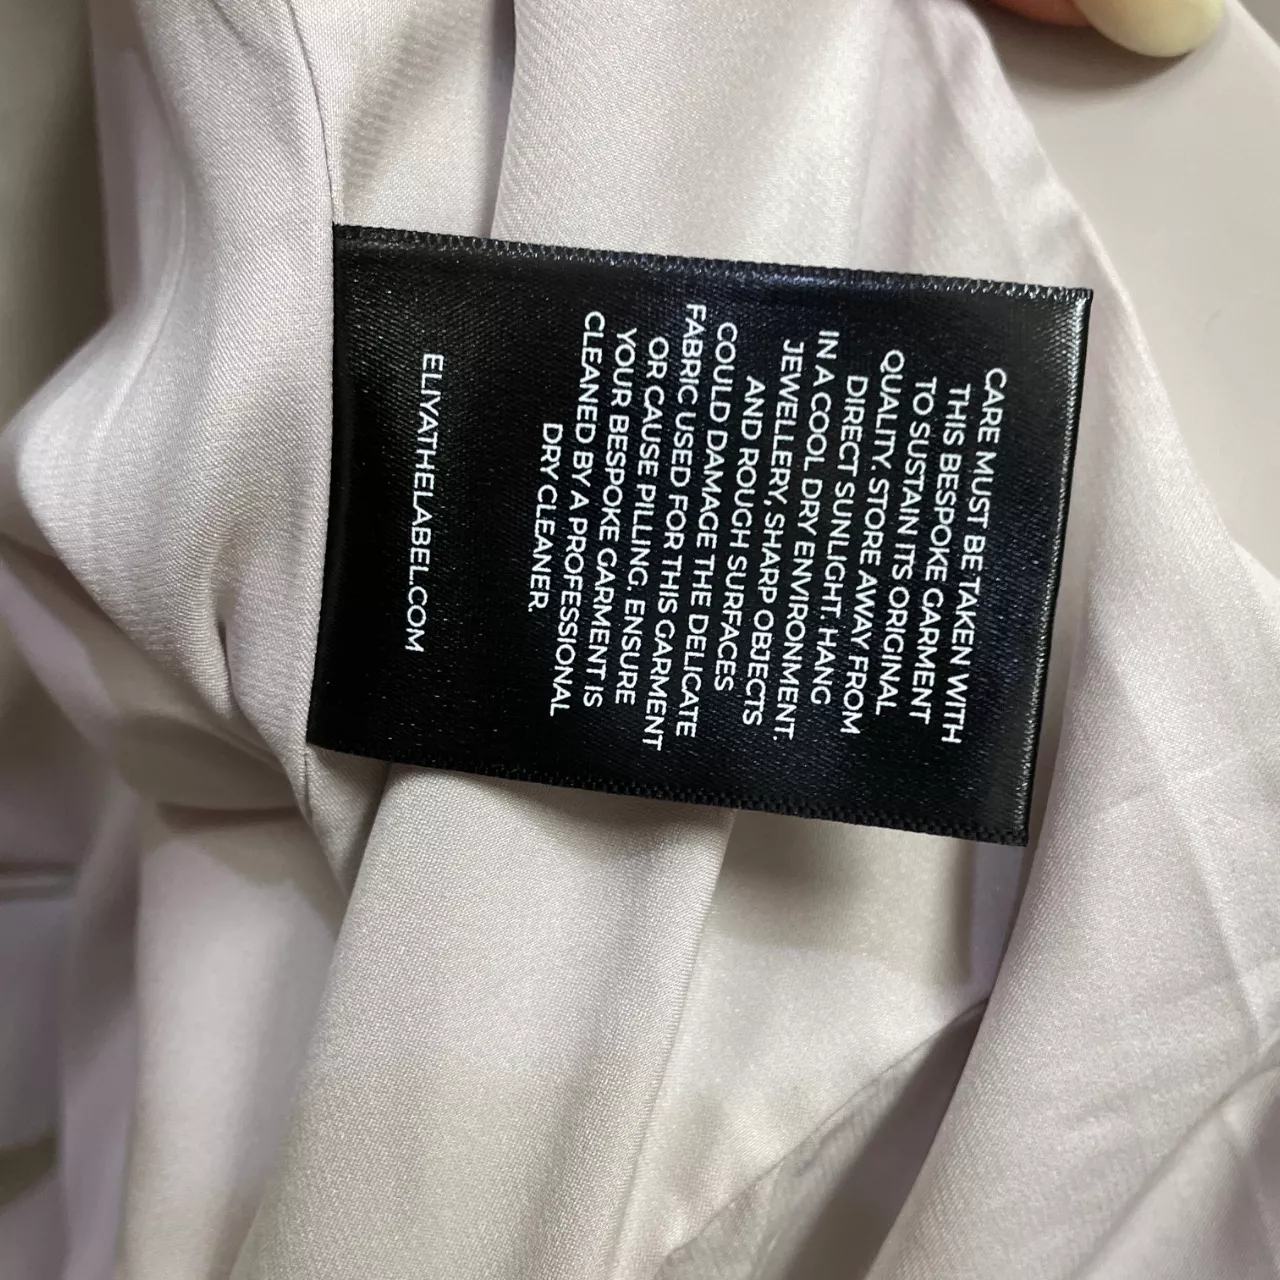 CARE MUST BE TAKEN WITH
THIS BESPOKE GARMENT
TO SUSTAIN ITS ORIGINAL
QUALITY. STORE AWAY FROM
DIRECT SUNLIGHT. HANG
IN A COOL DRY ENVIRONMENT.
JEWELLERY, SHARP OBJECTS
AND ROUGH SURFACES
COULD DAMAGE THE DELICATE
FABRIC USED FOR THIS GARMENT
OR CAUSE PILLING. ENSURE
YOUR BESPOKE GARMENT IS
CLEANED BY A PROFESSIONAL
DRY CLEANER.
ELIYATHELABEL.COM